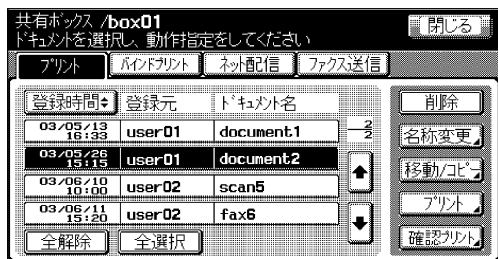 共有ボックス /box01
ドキュメントを選択し、動作指定をしてください
閉じる
プリント バインドプリント ネット配信 ファクス送信
登録時間 登録元 ドキュメント名
03/05/13 16:33 user01 document1
03/05/26 15:15 user01 document2
03/06/10 10:00 user02 scan5
03/06/11 15:20 user02 fax6
全解除 全選択
2/2
削除
名称変更
移動/コピー
プリント
確認プリント